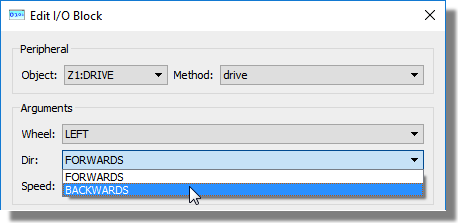 Edit I/O Block
Peripheral
Object: Z1:DRIVE Method: drive
Arguments
Wheel: LEFT
Dir: FORWARDS
FORWARDS
Speed: BACKWARDS